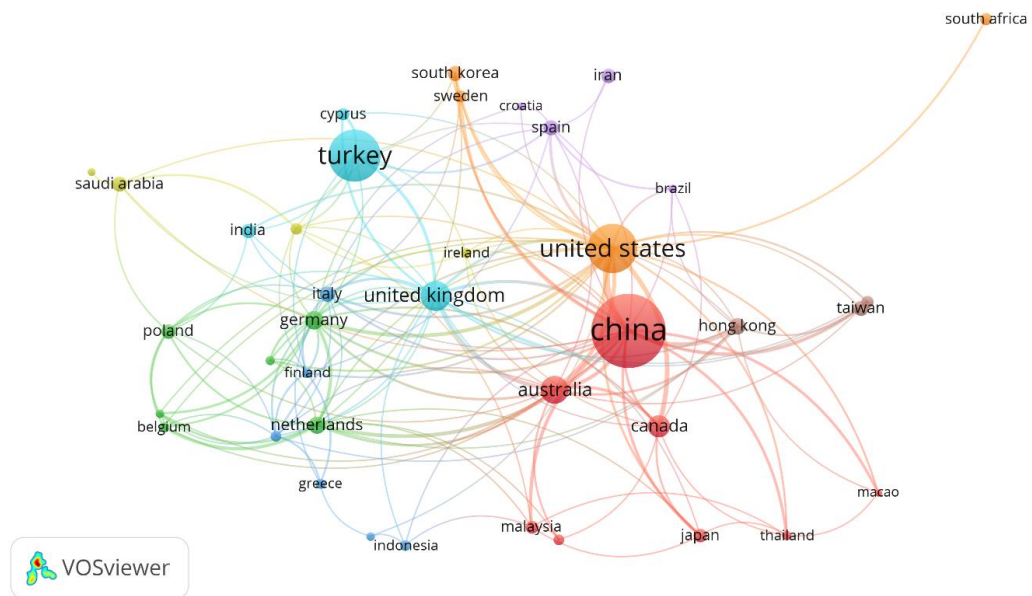 south africa
south korea
iran
sweden
croatia
cyprus
spain
turkey
saudi arabia
brazil
india
united states
ireland
italy
united kingdom
taiwan
germany
hong kong
poland
china
finland
australia
belgium
netherlands
canada
greece
macao
malaysia
japan
thailand
indonesia
VOSviewer